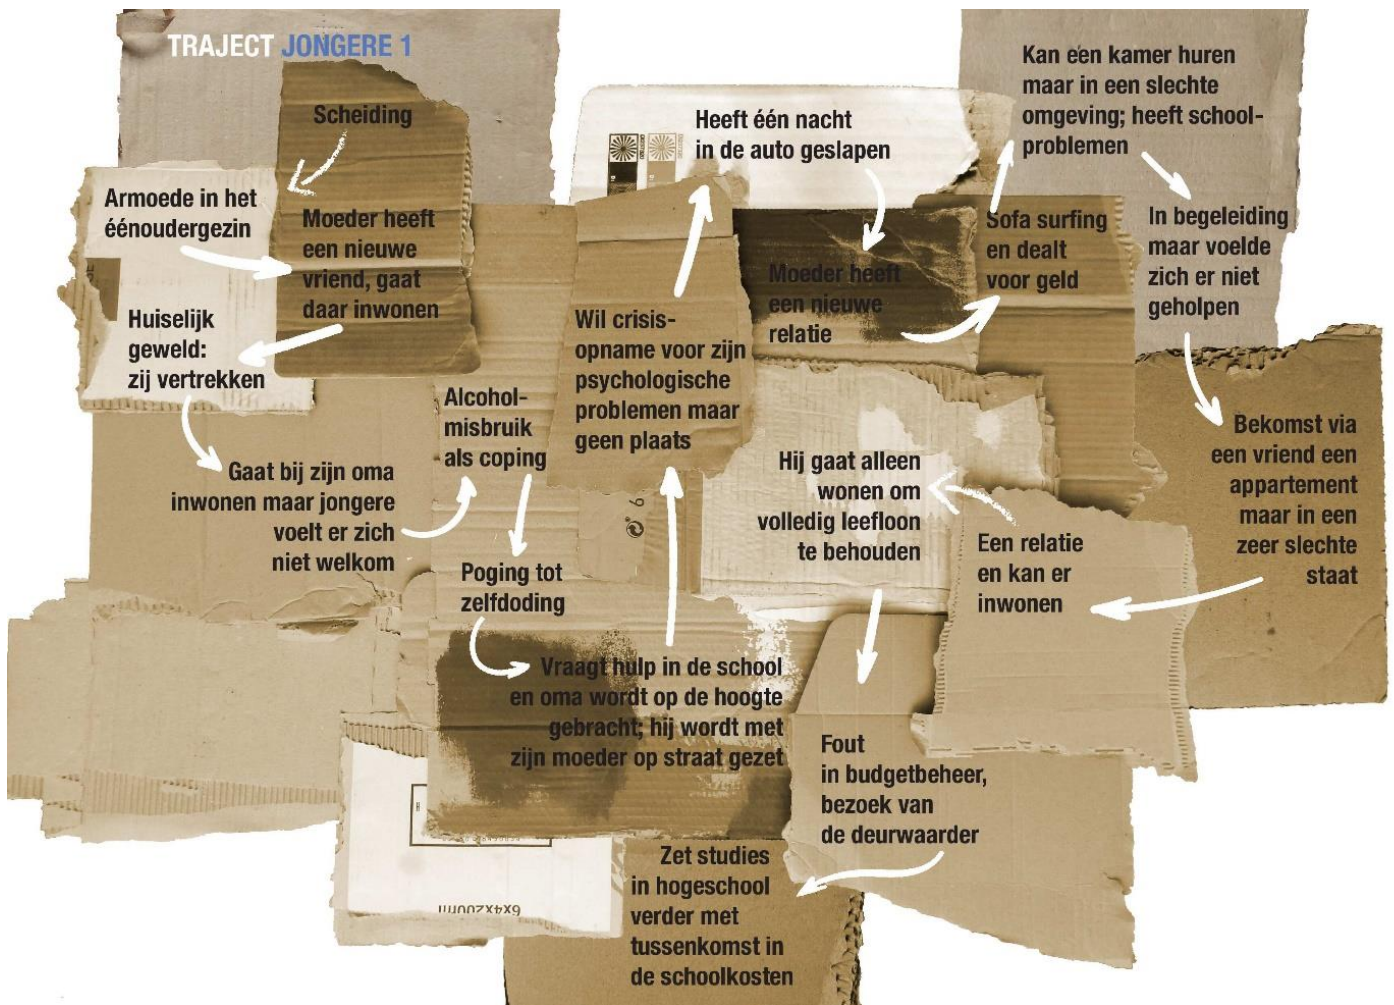 TRAJECT JONGERE 1
Scheiding
Armoede in het
éénoudergezin
Moeder heeft
een nieuwe
vriend, gaat
daar inwonen
Huiselijk
geweld:
zij vertrekken
Gaat bij zijn oma
inwonen maar jongere
voelt er zich
niet welkom
Alcohol-
misbruik
als coping
Poging tot
zelfdoding
Vraagt hulp in de school
en oma wordt op de hoogte
gebracht; hij wordt met
zijn moeder op straat gezet
Wil crisis-
opname voor zijn
psychologische
problemen maar
geen plaats
Heeft één nacht
in de auto geslapen
Moeder heeft
een nieuwe
relatie
Sofa surfing
en dealt
voor geld
Kan een kamer huren
maar in een slechte
omgeving; heeft school-
problemen
In begeleiding
maar voelde
zich er niet
geholpen
Bekomst via
een vriend een
appartement
maar in een
zeer slechte
staat
Een relatie
en kan er
inwonen
Hij gaat alleen
wonen om
volledig leefloon
te behouden
Fout
in budgetbeheer,
bezoek van
de deurwaarder
Zet studies
in hogeschool
verder met
tussenkomst in
de schoolkosten